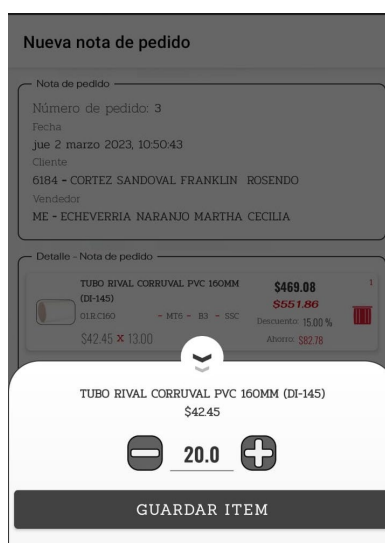 Nueva nota de pedido
Nota de pedido
Número de pedido: 3
Fecha
jue 2 marzo 2023, 10:50:43
Cliente
6184 - CORTEZ SANDOVAL FRANKLIN ROSENDO
Vendedor
ME - ECHEVERRIA NARANJO MARTHA CECILIA
Detalle - Nota de pedido
TUBO RIVAL CORRUVAL PVC 160MM (DI-145)
01.RC160 - MTS - B3 - SSC
$42.45 x 13.00
$469.08
$551.86
Descuento: 15.00 %
Ahorro: $82.78
1
TUBO RIVAL CORRUVAL PVC 160MM (DI-145)
$42.45
20.0
GUARDAR ITEM